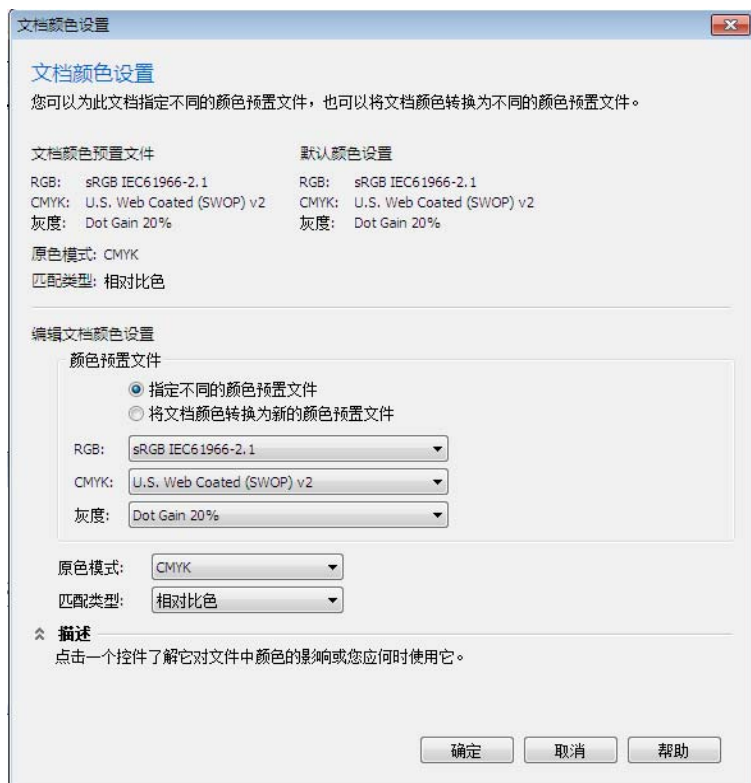 文档颜色设置
文档颜色设置
您可以为此文档指定不同的颜色预置文件，也可以将文档颜色转换为不同的颜色预置文件。
文档颜色预置文件
RGB: sRGB IEC61966-2.1
CMYK: U.S. Web Coated (SWOP) v2
灰度: Dot Gain 20%
默认颜色设置
RGB: sRGB IEC61966-2.1
CMYK: U.S. Web Coated (SWOP) v2
灰度: Dot Gain 20%
原色模式: CMYK
匹配类型: 相对比色
编辑文档颜色设置
颜色预置文件
指定不同的颜色预置文件
将文档颜色转换为新的颜色预置文件
RGB: sRGB IEC61966-2.1
CMYK: U.S. Web Coated (SWOP) v2
灰度: Dot Gain 20%
原色模式: CMYK
匹配类型: 相对比色
描述
点击一个控件了解它对文件中颜色的影响或您应何时使用它。
确定 取消 帮助